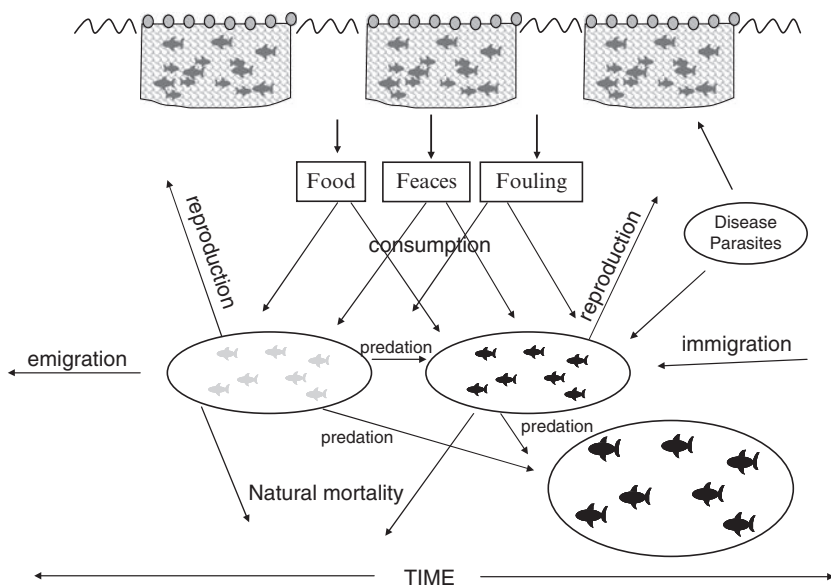 Food
Feaces
Fouling
reproduction
consumption
reproduction
Disease
Parasites
emigration
predation
immigration
predation
predation
Natural mortality
TIME